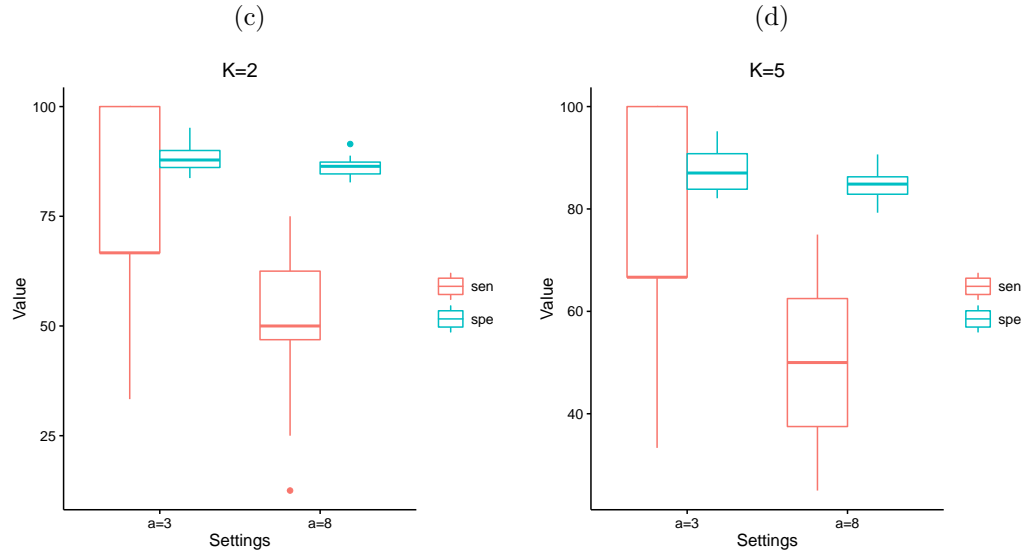 (c)
K=2
100
75
50
25
Value
a=3
a=8
Settings
sen
spe
(d)
K=5
100
80
60
40
Value
a=3
a=8
Settings
sen
spe